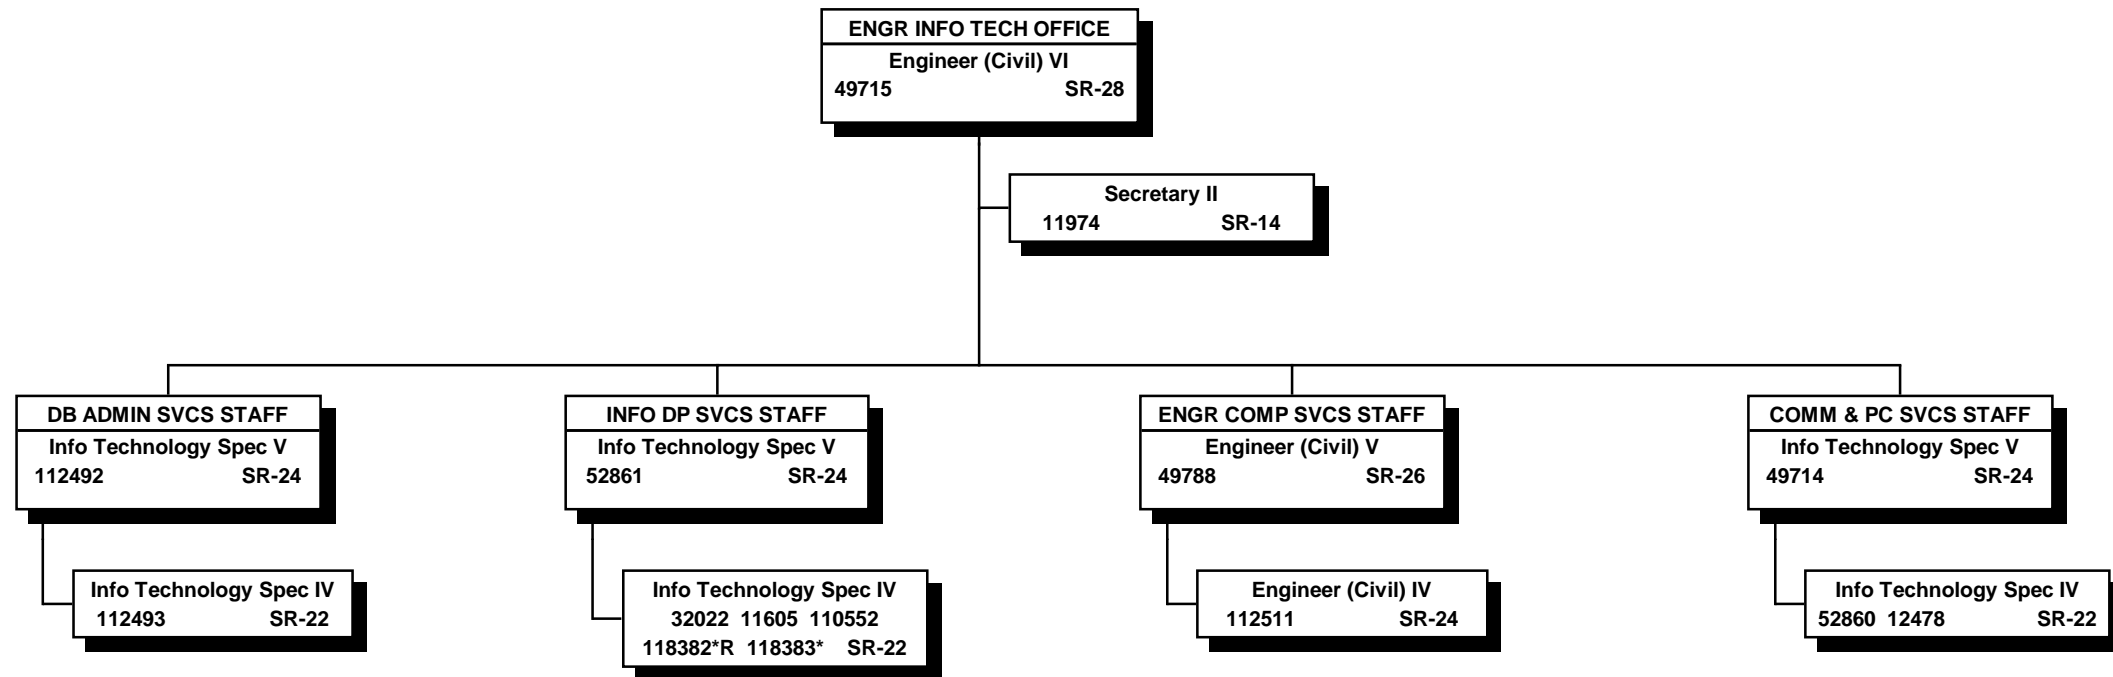 ENGR INFO TECH OFFICE
Engineer (Civil) VI
49715 SR-28
Secretary II
11974 SR-14
DB ADMIN SVCS STAFF
Info Technology Spec V
112492 SR-24
Info Technology Spec IV
112493 SR-22
INFO DP SVCS STAFF
Info Technology Spec V
52861 SR-24
Info Technology Spec IV
32022 11605 110552
118382*R 118383* SR-22
ENGR COMP SVCS STAFF
Engineer (Civil) V
49788 SR-26
Engineer (Civil) IV
112511 SR-24
COMM & PC SVCS STAFF
Info Technology Spec V
49714 SR-24
Info Technology Spec IV
52860 12478 SR-22